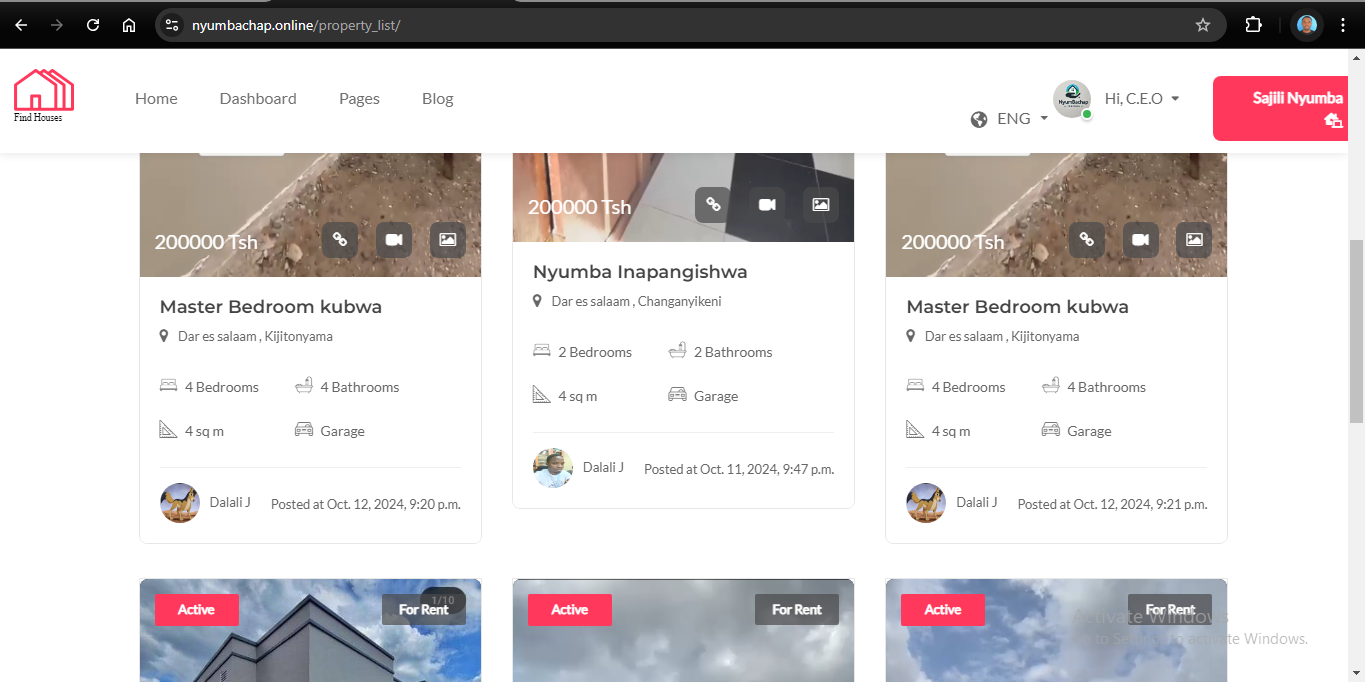 nyumbachap.online/property_list/
Find Houses
Home
Dashboard
Pages
Blog
ENG
NyumBachap
Hi, C.E.O
Sajili Nyumba
200000 Tsh
Master Bedroom kubwa
Dar es salaam , Kijitonyama
4 Bedrooms
4 Bathrooms
4 sq m
Garage
Dalali J
Posted at Oct. 12, 2024, 9:20 p.m.
200000 Tsh
Nyumba Inapangishwa
Dar es salaam , Changanyikeni
2 Bedrooms
2 Bathrooms
4 sq m
Garage
Dalali J
Posted at Oct. 11, 2024, 9:47 p.m.
200000 Tsh
Master Bedroom kubwa
Dar es salaam , Kijitonyama
4 Bedrooms
4 Bathrooms
4 sq m
Garage
Dalali J
Posted at Oct. 12, 2024, 9:21 p.m.
Active
1/10
For Rent
Active
For Rent
Active
For Rent
Activate Windows
Go to Settings to activate Windows.